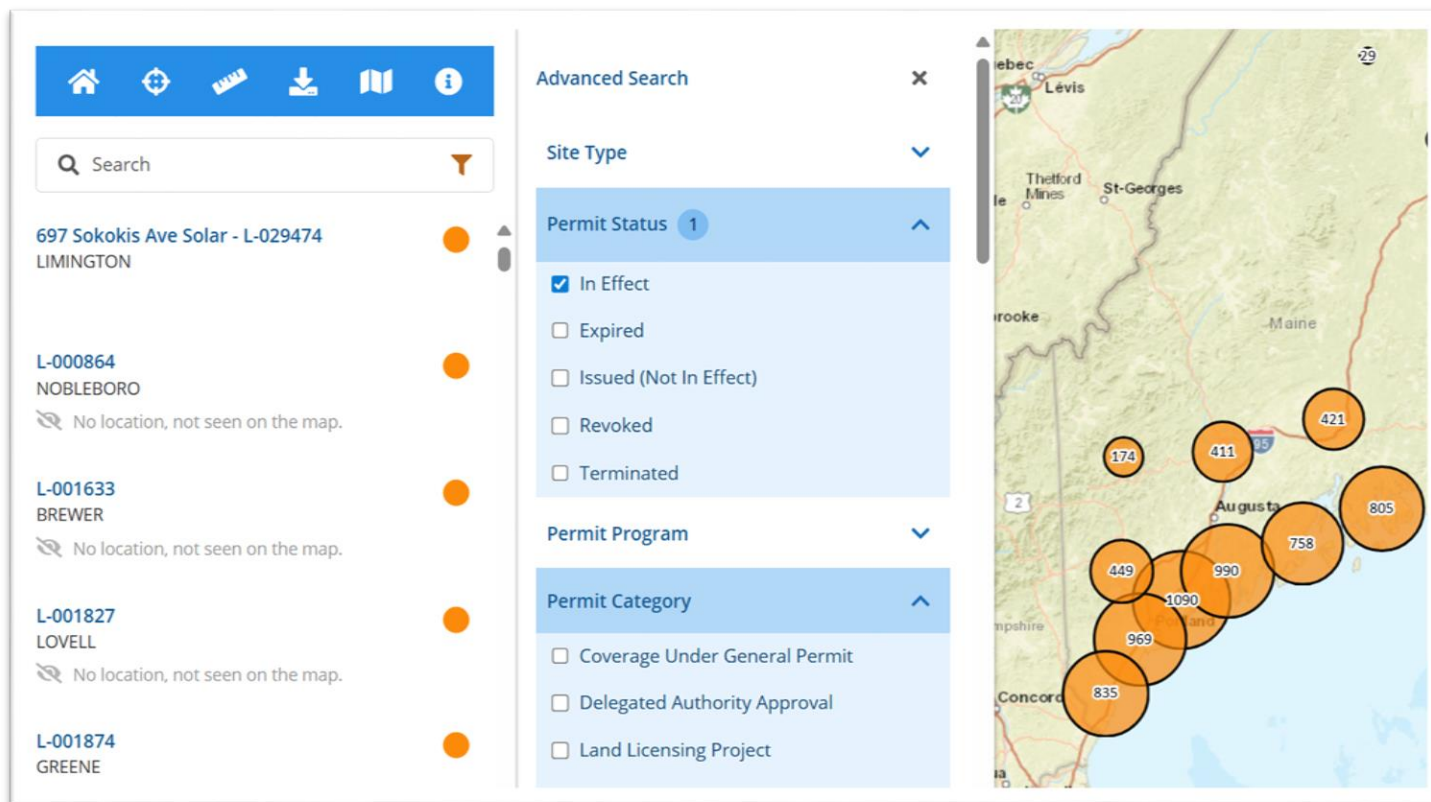 Search
697 Sokokis Ave Solar - L-029474
LIMINGTON
L-000864
NOBLEBORO
No location, not seen on the map.
L-001633
BREWER
No location, not seen on the map.
L-001827
LOVELL
No location, not seen on the map.
L-001874
GREENE
Advanced Search
Site Type
Permit Status 1
In Effect
Expired
Issued (Not In Effect)
Revoked
Terminated
Permit Program
Permit Category
Coverage Under General Permit
Delegated Authority Approval
Land Licensing Project
ebec
Lévis
20
29
Thetford
Mines
St-Georges
le
rooke
Maine
421
411
95
174
2
Augusta
805
758
449
990
1090
mpshire
Portland
969
Concord
835
ua